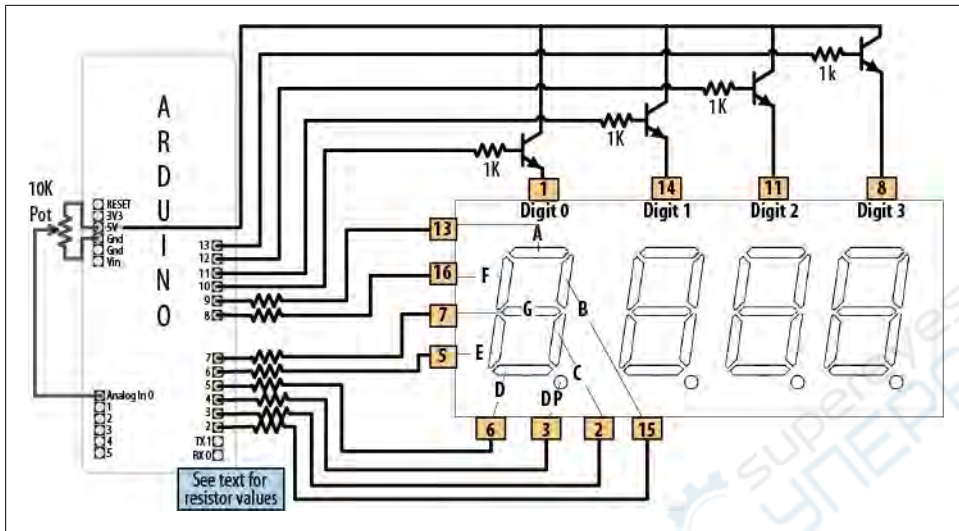 ARDUINO
10K
Pot
RESET
3V3
5V
Gnd
Gnd
Vin
13
12
11
10
9
8
7
6
5
4
3
2
TX 1
RX 0
Analog In 0
1
2
3
4
5
See text for
resistor values
1K
1K
1K
1k
1 14 11 8
Digit 0 Digit 1 Digit 2 Digit 3
13
16
7
5
A
F
G
B
E
C
D
DP
6 3 2 15
supereyes